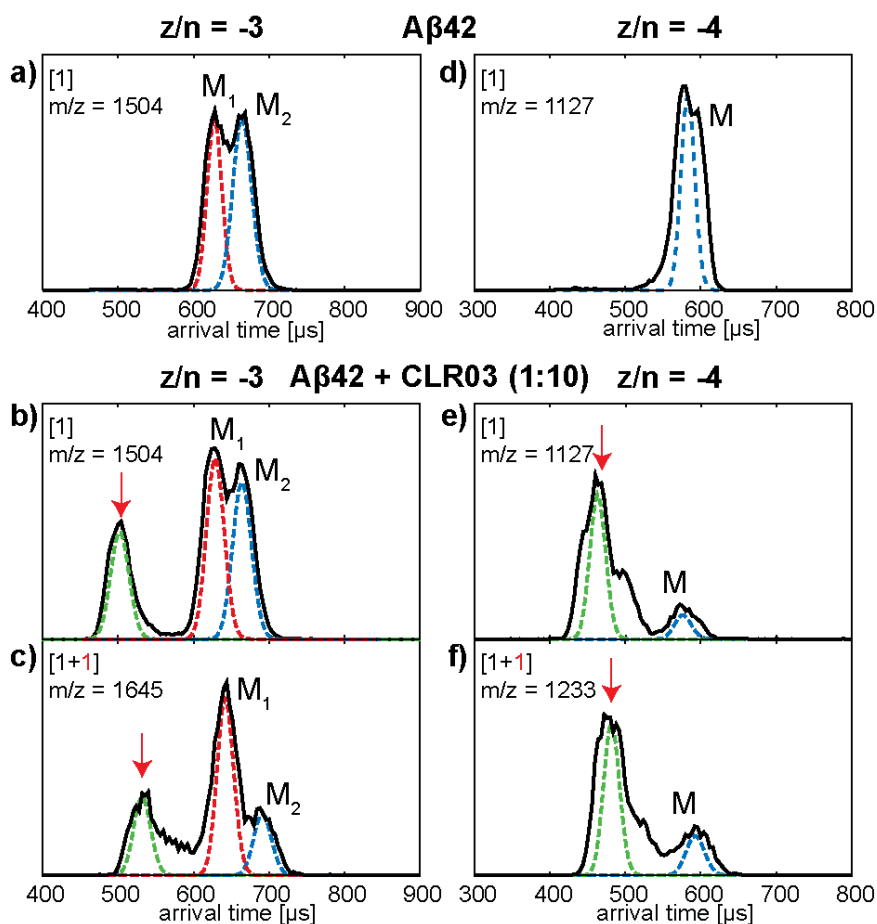 z/n = -3 Aβ42 z/n = -4
a) [1]
m/z = 1504
M1 M2
400 500 600 700 800 900
arrival time [µs]
d) [1]
m/z = 1127
M
300 400 500 600 700 800
arrival time [µs]
z/n = -3 Aβ42 + CLR03 (1:10) z/n = -4
b) [1]
m/z = 1504
M1
M2
e) [1]
m/z = 1127
M
c) [1+1]
m/z = 1645
M1
M2
400 500 600 700 800 900
arrival time [µs]
f) [1+1]
m/z = 1233
M
300 400 500 600 700 800
arrival time [µs]